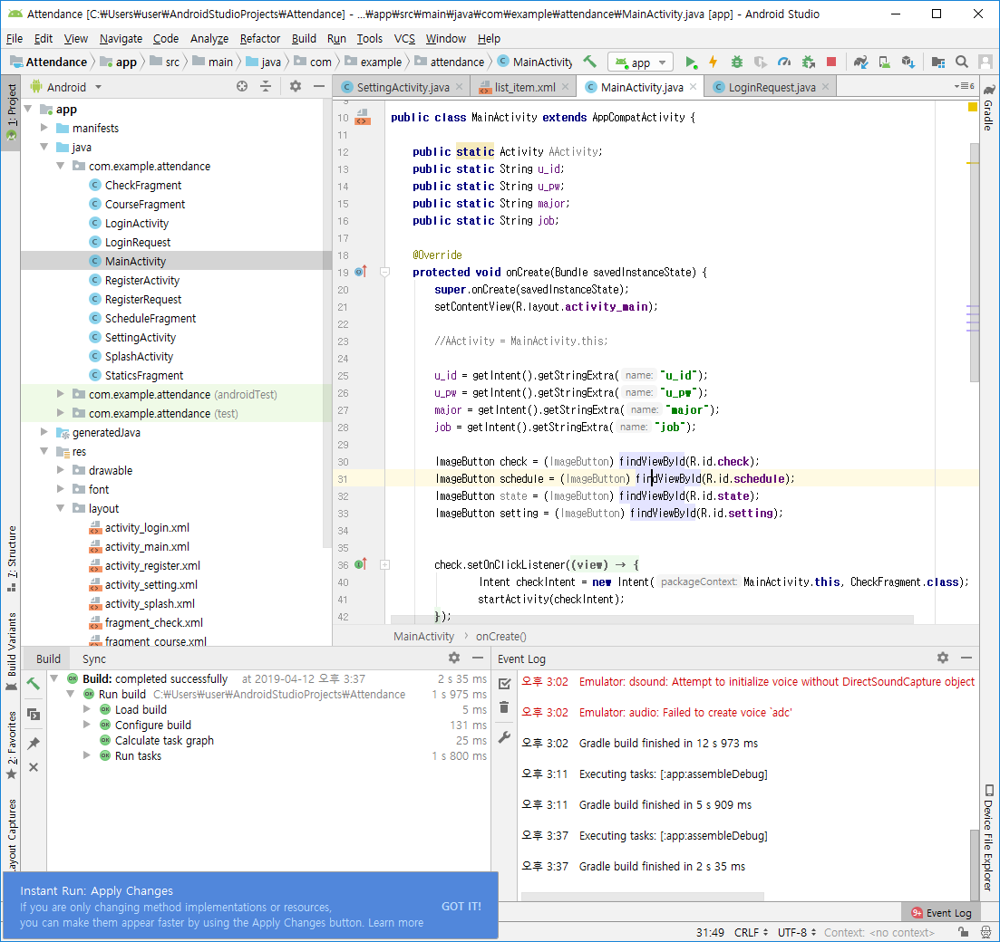 Attendance [C:￦Users￦user￦AndroidStudioProjects￦Attendance] - ...￦app￦src￦main￦java￦com￦example￦attendance￦MainActivity.java [app] - Android Studio
File Edit View Navigate Code Analyze Refactor Build Run Tools VCS Window Help
Attendance app src main java com example attendance MainActivity app
1: Project
Android
SettingActivity.java list_item.xml MainActivity.java LoginRequest.java 6
Gradle
app
manifests
java
com.example.attendance
CheckFragment
CourseFragment
LoginActivity
LoginRequest
MainActivity
RegisterActivity
RegisterRequest
ScheduleFragment
SettingActivity
SplashActivity
StaticsFragment
com.example.attendance (androidTest)
com.example.attendance (test)
generatedJava
res
drawable
font
layout
activity_login.xml
activity_main.xml
activity_register.xml
activity_setting.xml
activity_splash.xml
fragment_check.xml
fragment_course.xml
9
10 public class MainActivity extends AppCompatActivity {
11
12 public static Activity AActivity;
13 public static String u_id;
14 public static String u_pw;
15 public static String major;
16 public static String job;
17
18 @Override
19 protected void onCreate(Bundle savedInstanceState) {
20 super.onCreate(savedInstanceState);
21 setContentView(R.layout.activity_main);
22
23 //AActivity = MainActivity.this;
24
25 u_id = getIntent().getStringExtra( name: "u_id");
26 u_pw = getIntent().getStringExtra( name: "u_pw");
27 major = getIntent().getStringExtra( name: "major");
28 job = getIntent().getStringExtra( name: "job");
29
30 ImageButton check = (ImageButton) findViewById(R.id.check);
31 ImageButton schedule = (ImageButton) findViewById(R.id.schedule);
32 ImageButton state = (ImageButton) findViewById(R.id.state);
33 ImageButton setting = (ImageButton) findViewById(R.id.setting);
34
35
36 check.setOnClickListener((view) → {
40 Intent checkIntent = new Intent( packageContext: MainActivity.this, CheckFragment.class);
41 startActivity(checkIntent);
42 });
MainActivity onCreate()
7: Structure
Build Variants
2: Favorites
Layout Captures
Build Sync
Build: completed successfully at 2019-04-12 오후 3:37 2 s 35 ms
Run build C:￦Users￦user￦AndroidStudioProjects￦Attendance 1 s 975 ms
Load build 5 ms
Configure build 131 ms
Calculate task graph 25 ms
Run tasks 1 s 800 ms
Event Log
오후 3:02 Emulator: dsound: Attempt to initialize voice without DirectSoundCapture object
오후 3:02 Emulator: audio: Failed to create voice `adc'
오후 3:02 Gradle build finished in 12 s 973 ms
오후 3:11 Executing tasks: [:app:assembleDebug]
오후 3:11 Gradle build finished in 5 s 909 ms
오후 3:37 Executing tasks: [:app:assembleDebug]
오후 3:37 Gradle build finished in 2 s 35 ms
Device File Explorer
Instant Run: Apply Changes
If you are only changing method implementations or resources,
you can make them appear faster by using the Apply Changes button. Learn more
GOT IT!
9+ Event Log
31:49 CRLF UTF-8 Context: <no context>